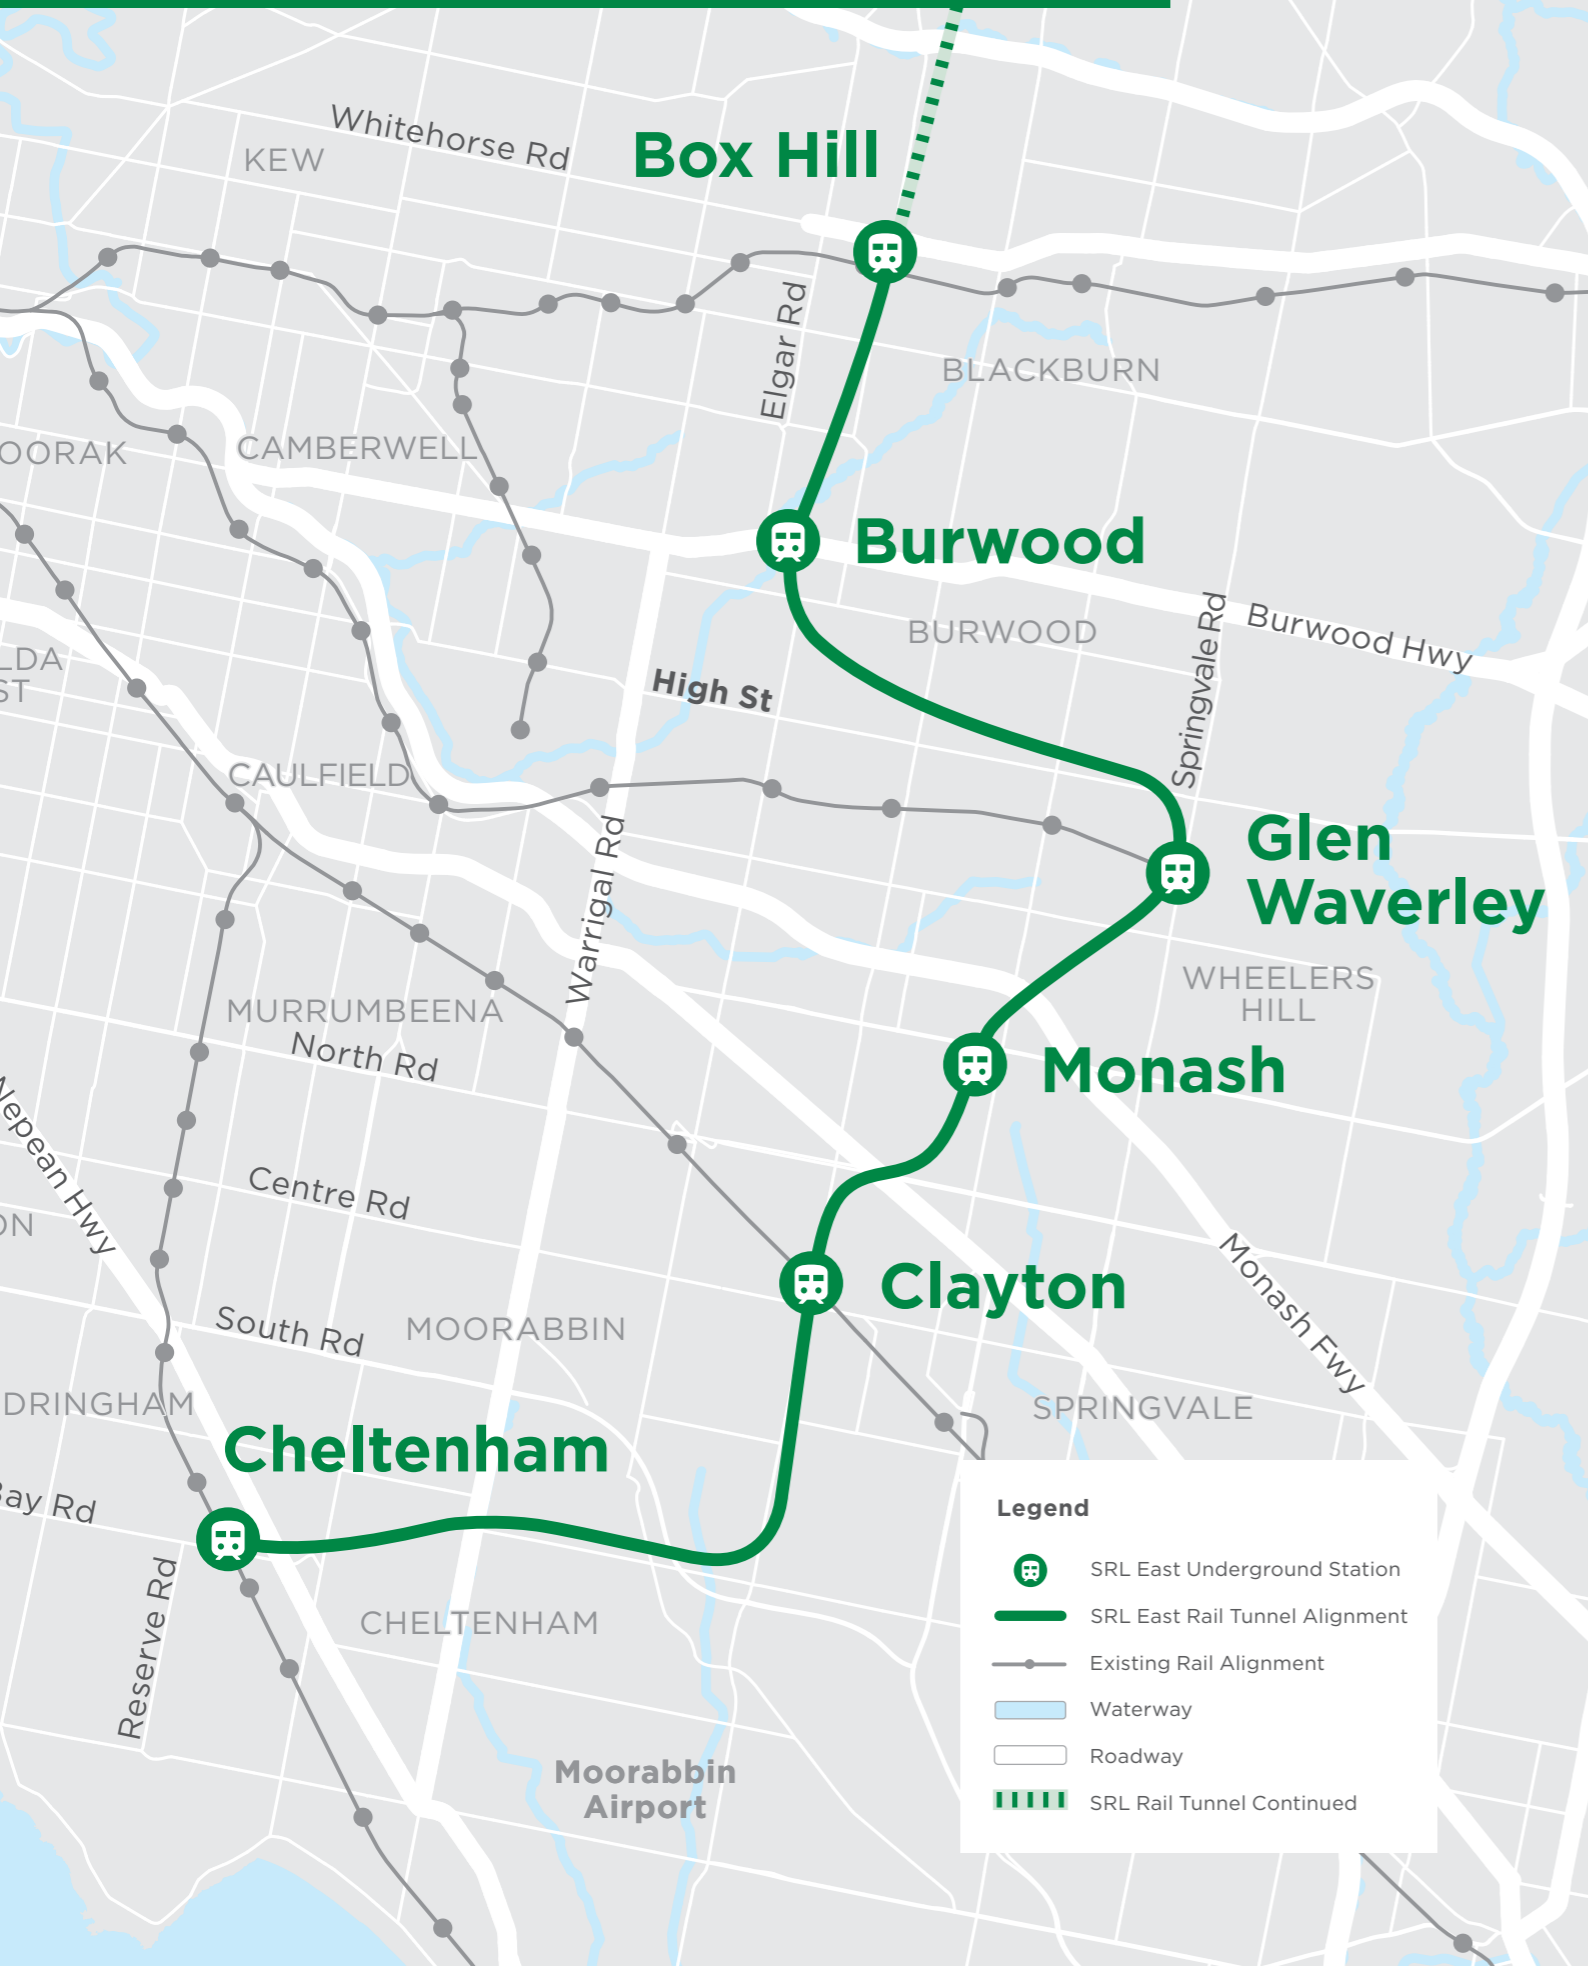 Whitehorse Rd
KEW
Box Hill
Elgar Rd
BLACKBURN
OORAK
CAMBERWELL
Burwood
BURWOOD
Springvale Rd
Burwood Hwy
LDA
ST
High St
CAULFIELD
Glen
Waverley
Warrigal Rd
WHEELERS
HILL
MURRUMBEENA
North Rd
Monash
Nepean Hwy
Centre Rd
ON
Clayton
Monash Fwy
South Rd
MOORABBIN
DRINGHAM
SPRINGVALE
Cheltenham
Bay Rd
Reserve Rd
CHELTENHAM
Moorabbin
Airport
Legend
SRL East Underground Station
SRL East Rail Tunnel Alignment
Existing Rail Alignment
Waterway
Roadway
SRL Rail Tunnel Continued